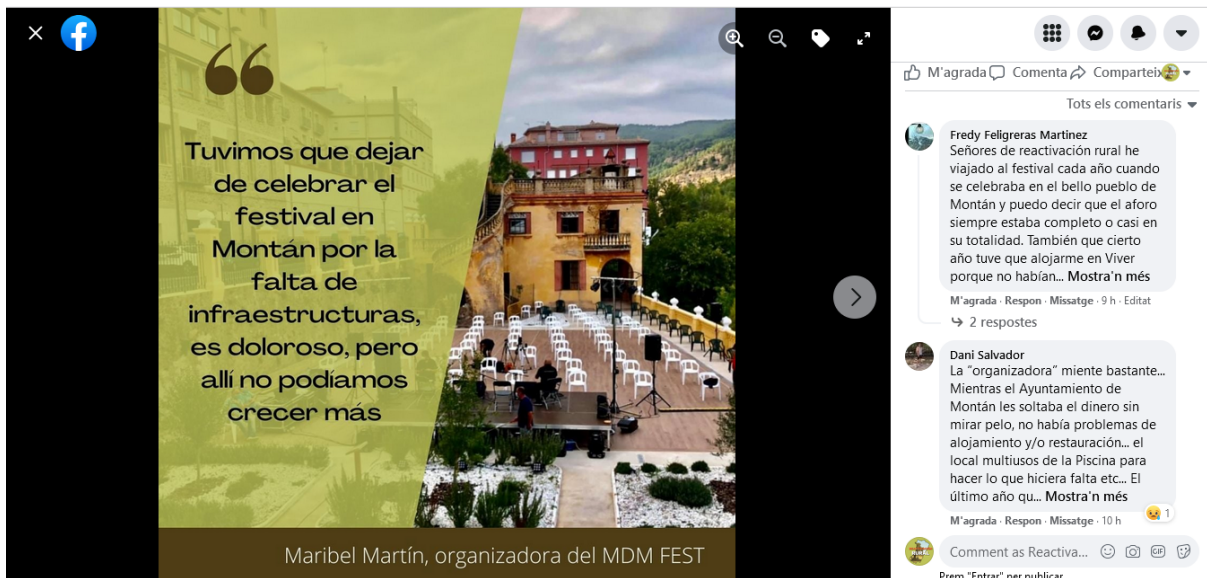 Tuvimos que dejar
de celebrar el
festival en
Montán por la
falta de
infraestructuras,
es doloroso, pero
allí no podíamos
crecer más
Maribel Martín, organizadora del MDM FEST
M'agrada Comenta Comparteix
Tots els comentaris
Fredy Feligreras Martinez
Señores de reactivación rural he
viajado al festival cada año cuando
se celebraba en el bello pueblo de
Montán y puedo decir que el aforo
siempre estaba completo o casi en
su totalidad. También que cierto
año tuve que alojarme en Viver
porque no habían... Mostra'n més
M'agrada · Respon · Missatge · 9 h · Editat
2 respostes
Dani Salvador
La “organizadora” miente bastante...
Mientras el Ayuntamiento de
Montán les soltaba el dinero sin
mirar pelo, no había problemas de
alojamiento y/o restauración... el
local multiusos de la Piscina para
hacer lo que hiciera falta etc... El
último año qu... Mostra'n més
1
M'agrada · Respon · Missatge · 10 h
RURAL
Comment as Reactiva...
GIF
Prem "Entrar" per publicar.